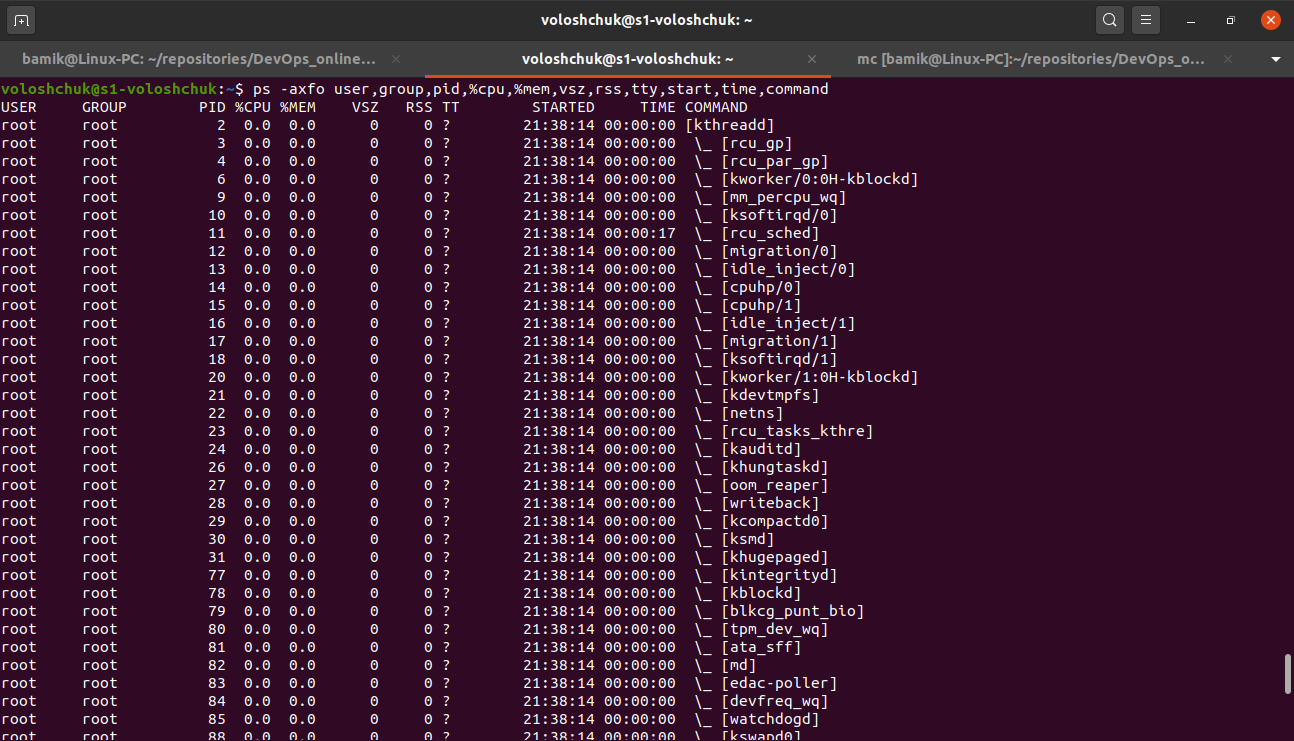 voloshchuk@s1-voloshchuk: ~
bamik@Linux-PC: ~/repositories/DevOps_online... voloshchuk@s1-voloshchuk: ~ mc [bamik@Linux-PC]:~/repositories/DevOps_o...
voloshchuk@s1-voloshchuk:~$ ps -axfo user,group,pid,%cpu,%mem,vsz,rss,tty,start,time,command
USER     GROUP           PID %CPU %MEM    VSZ   RSS TT        STARTED     TIME COMMAND
root     root              2  0.0  0.0      0     0 ?        21:38:14 00:00:00 [kthreadd]
root     root              3  0.0  0.0      0     0 ?        21:38:14 00:00:00  \_ [rcu_gp]
root     root              4  0.0  0.0      0     0 ?        21:38:14 00:00:00  \_ [rcu_par_gp]
root     root              6  0.0  0.0      0     0 ?        21:38:14 00:00:00  \_ [kworker/0:0H-kblockd]
root     root              9  0.0  0.0      0     0 ?        21:38:14 00:00:00  \_ [mm_percpu_wq]
root     root             10  0.0  0.0      0     0 ?        21:38:14 00:00:00  \_ [ksoftirqd/0]
root     root             11  0.0  0.0      0     0 ?        21:38:14 00:00:17  \_ [rcu_sched]
root     root             12  0.0  0.0      0     0 ?        21:38:14 00:00:00  \_ [migration/0]
root     root             13  0.0  0.0      0     0 ?        21:38:14 00:00:00  \_ [idle_inject/0]
root     root             14  0.0  0.0      0     0 ?        21:38:14 00:00:00  \_ [cpuhp/0]
root     root             15  0.0  0.0      0     0 ?        21:38:14 00:00:00  \_ [cpuhp/1]
root     root             16  0.0  0.0      0     0 ?        21:38:14 00:00:00  \_ [idle_inject/1]
root     root             17  0.0  0.0      0     0 ?        21:38:14 00:00:00  \_ [migration/1]
root     root             18  0.0  0.0      0     0 ?        21:38:14 00:00:00  \_ [ksoftirqd/1]
root     root             20  0.0  0.0      0     0 ?        21:38:14 00:00:00  \_ [kworker/1:0H-kblockd]
root     root             21  0.0  0.0      0     0 ?        21:38:14 00:00:00  \_ [kdevtmpfs]
root     root             22  0.0  0.0      0     0 ?        21:38:14 00:00:00  \_ [netns]
root     root             23  0.0  0.0      0     0 ?        21:38:14 00:00:00  \_ [rcu_tasks_kthre]
root     root             24  0.0  0.0      0     0 ?        21:38:14 00:00:00  \_ [kauditd]
root     root             26  0.0  0.0      0     0 ?        21:38:14 00:00:00  \_ [khungtaskd]
root     root             27  0.0  0.0      0     0 ?        21:38:14 00:00:00  \_ [oom_reaper]
root     root             28  0.0  0.0      0     0 ?        21:38:14 00:00:00  \_ [writeback]
root     root             29  0.0  0.0      0     0 ?        21:38:14 00:00:00  \_ [kcompactd0]
root     root             30  0.0  0.0      0     0 ?        21:38:14 00:00:00  \_ [ksmd]
root     root             31  0.0  0.0      0     0 ?        21:38:14 00:00:00  \_ [khugepaged]
root     root             77  0.0  0.0      0     0 ?        21:38:14 00:00:00  \_ [kintegrityd]
root     root             78  0.0  0.0      0     0 ?        21:38:14 00:00:00  \_ [kblockd]
root     root             79  0.0  0.0      0     0 ?        21:38:14 00:00:00  \_ [blkcg_punt_bio]
root     root             80  0.0  0.0      0     0 ?        21:38:14 00:00:00  \_ [tpm_dev_wq]
root     root             81  0.0  0.0      0     0 ?        21:38:14 00:00:00  \_ [ata_sff]
root     root             82  0.0  0.0      0     0 ?        21:38:14 00:00:00  \_ [md]
root     root             83  0.0  0.0      0     0 ?        21:38:14 00:00:00  \_ [edac-poller]
root     root             84  0.0  0.0      0     0 ?        21:38:14 00:00:00  \_ [devfreq_wq]
root     root             85  0.0  0.0      0     0 ?        21:38:14 00:00:00  \_ [watchdogd]
root     root             88  0.0  0.0      0     0 ?        21:38:14 00:00:00  \_ [kswapd0]